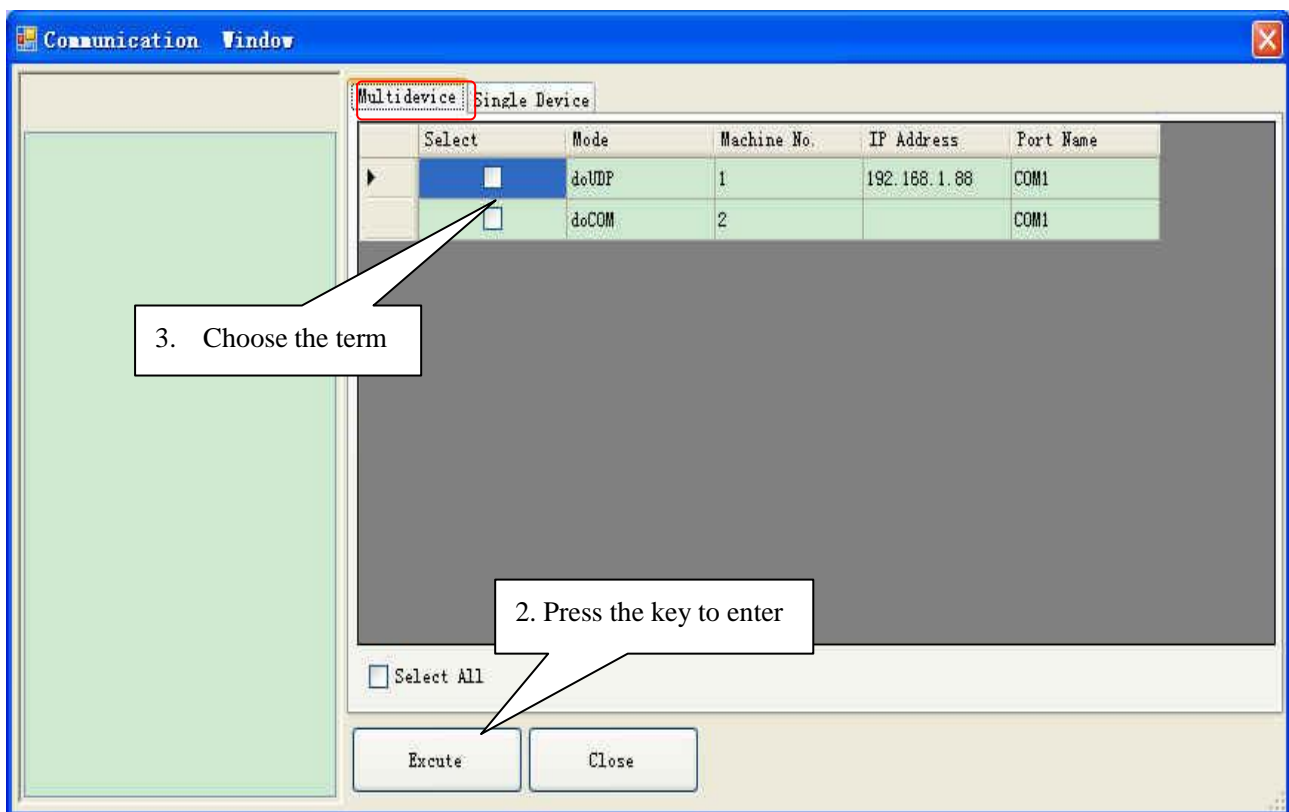 Communication Window
Multidevice Single Device
Select Mode Machine No. IP Address Port Name
doUDP 1 192.168.1.88 COM1
doCOM 2 COM1
3. Choose the term
2. Press the key to enter
Select All
Excute Close